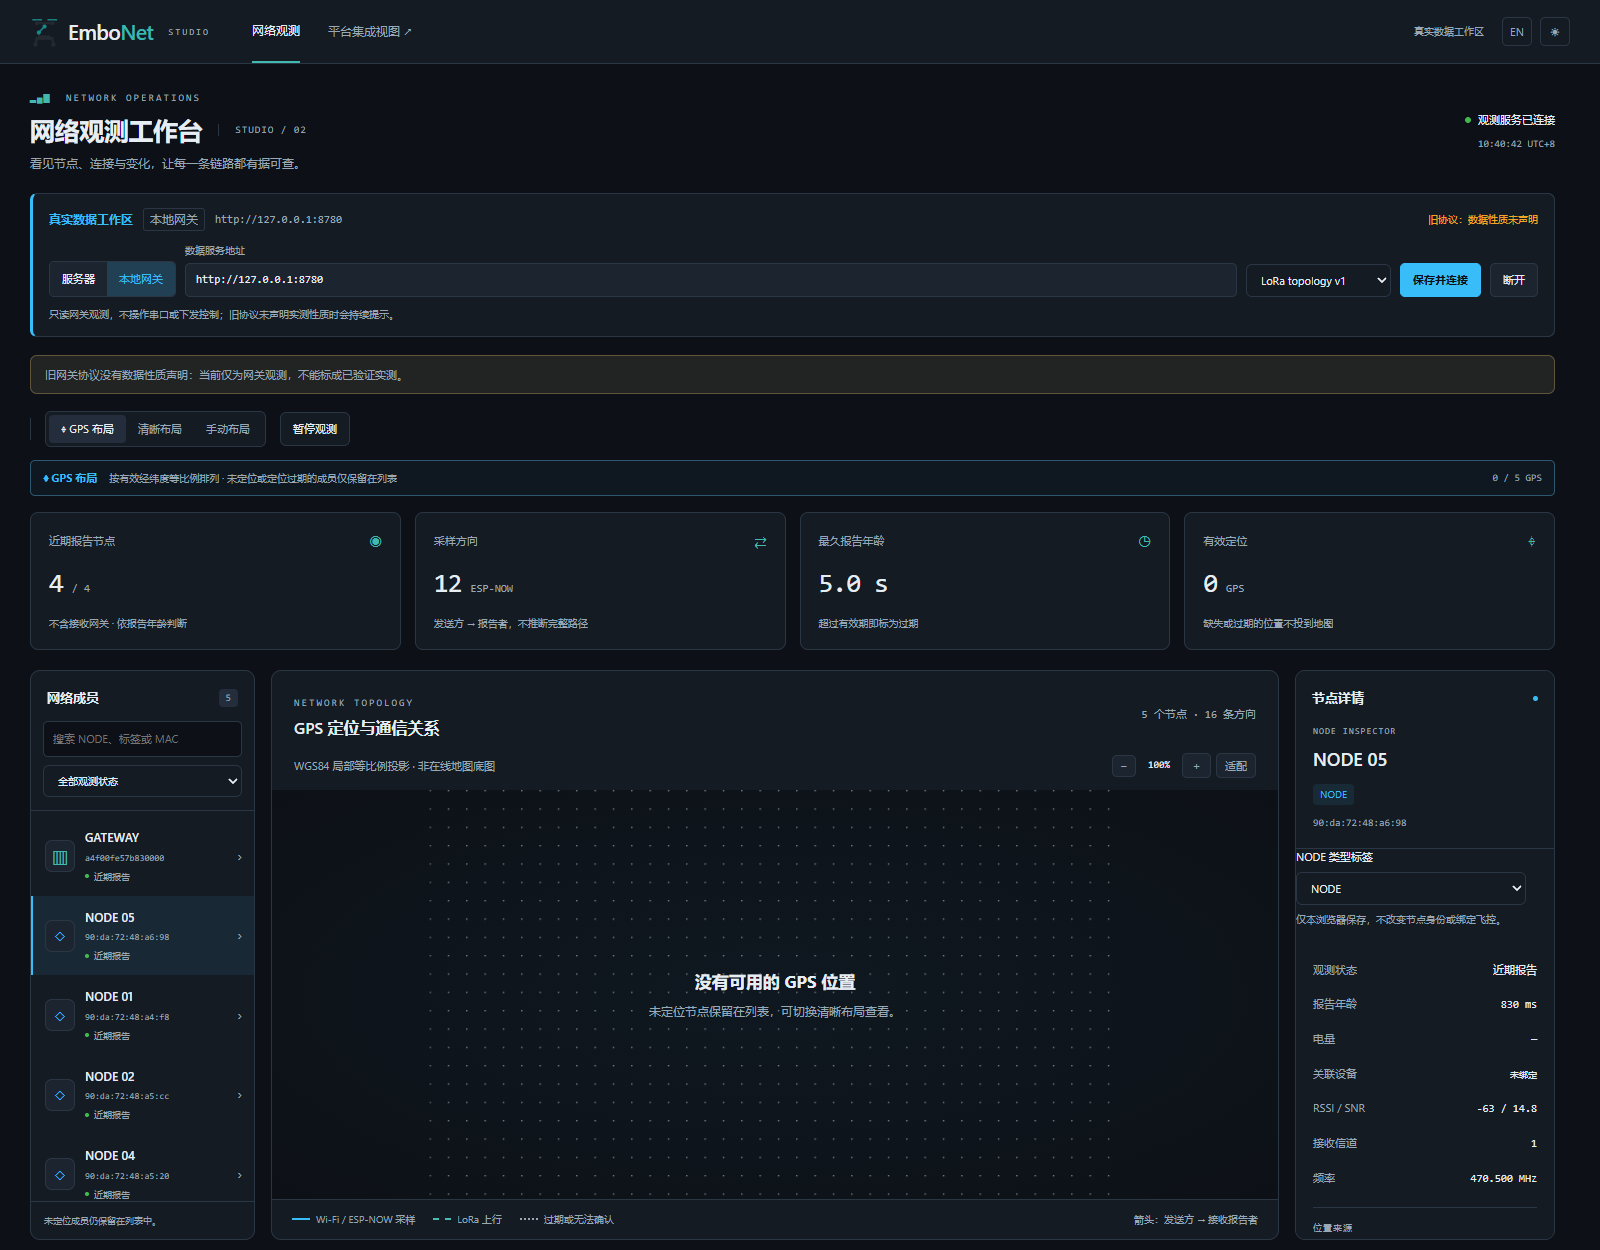 EmboNet STUDIO 网络观测 平台集成视图 ↗ 真实数据工作区 EN
NETWORK OPERATIONS
网络观测工作台 STUDIO / 02
看见节点、连接与变化，让每一条链路都有据可查。
观测服务已连接
10:40:42 UTC+8
真实数据工作区 本地网关 http://127.0.0.1:8780 旧协议：数据性质未声明
数据服务地址
服务器 本地网关 http://127.0.0.1:8780 LoRa topology v1 保存并连接 断开
只读网关观测，不操作串口或下发控制；旧协议未声明实测性质时会持续提示。
旧网关协议没有数据性质声明：当前仅为网关观测，不能标成已验证实测。
GPS 布局 清晰布局 手动布局 暂停观测
GPS 布局 按有效经纬度等比例排列 · 未定位或定位过期的成员仅保留在列表 0 / 5 GPS
近期报告节点
4 / 4
不含接收网关 · 依报告年龄判断
采样方向
12 ESP-NOW
发送方 → 报告者，不推断完整路径
最久报告年龄
5.0 s
超过有效期即标为过期
有效定位
0 GPS
缺失或过期的位置不投到地图
网络成员 5
搜索 NODE、标签或 MAC
全部观测状态
GATEWAY
a4f00fe57b830000
近期报告
NODE 05
90:da:72:48:a6:98
近期报告
NODE 01
90:da:72:48:a4:f8
近期报告
NODE 02
90:da:72:48:a5:cc
近期报告
NODE 04
90:da:72:48:a5:20
近期报告
未定位成员仍保留在列表中。
NETWORK TOPOLOGY
GPS 定位与通信关系
5 个节点 · 16 条方向
WGS84 局部等比例投影 · 非在线地图底图
− 100% + 适配
没有可用的 GPS 位置
未定位节点保留在列表，可切换清晰布局查看。
Wi-Fi / ESP-NOW 采样 LoRa 上行 过期或无法确认 箭头：发送方 → 接收报告者
节点详情
NODE INSPECTOR
NODE 05
NODE
90:da:72:48:a6:98
NODE 类型标签
NODE
仅本浏览器保存，不改变节点身份或绑定飞控。
观测状态 近期报告
报告年龄 830 ms
电量 —
关联设备 未绑定
RSSI / SNR -63 / 14.8
接收信道 1
频率 470.500 MHz
位置来源